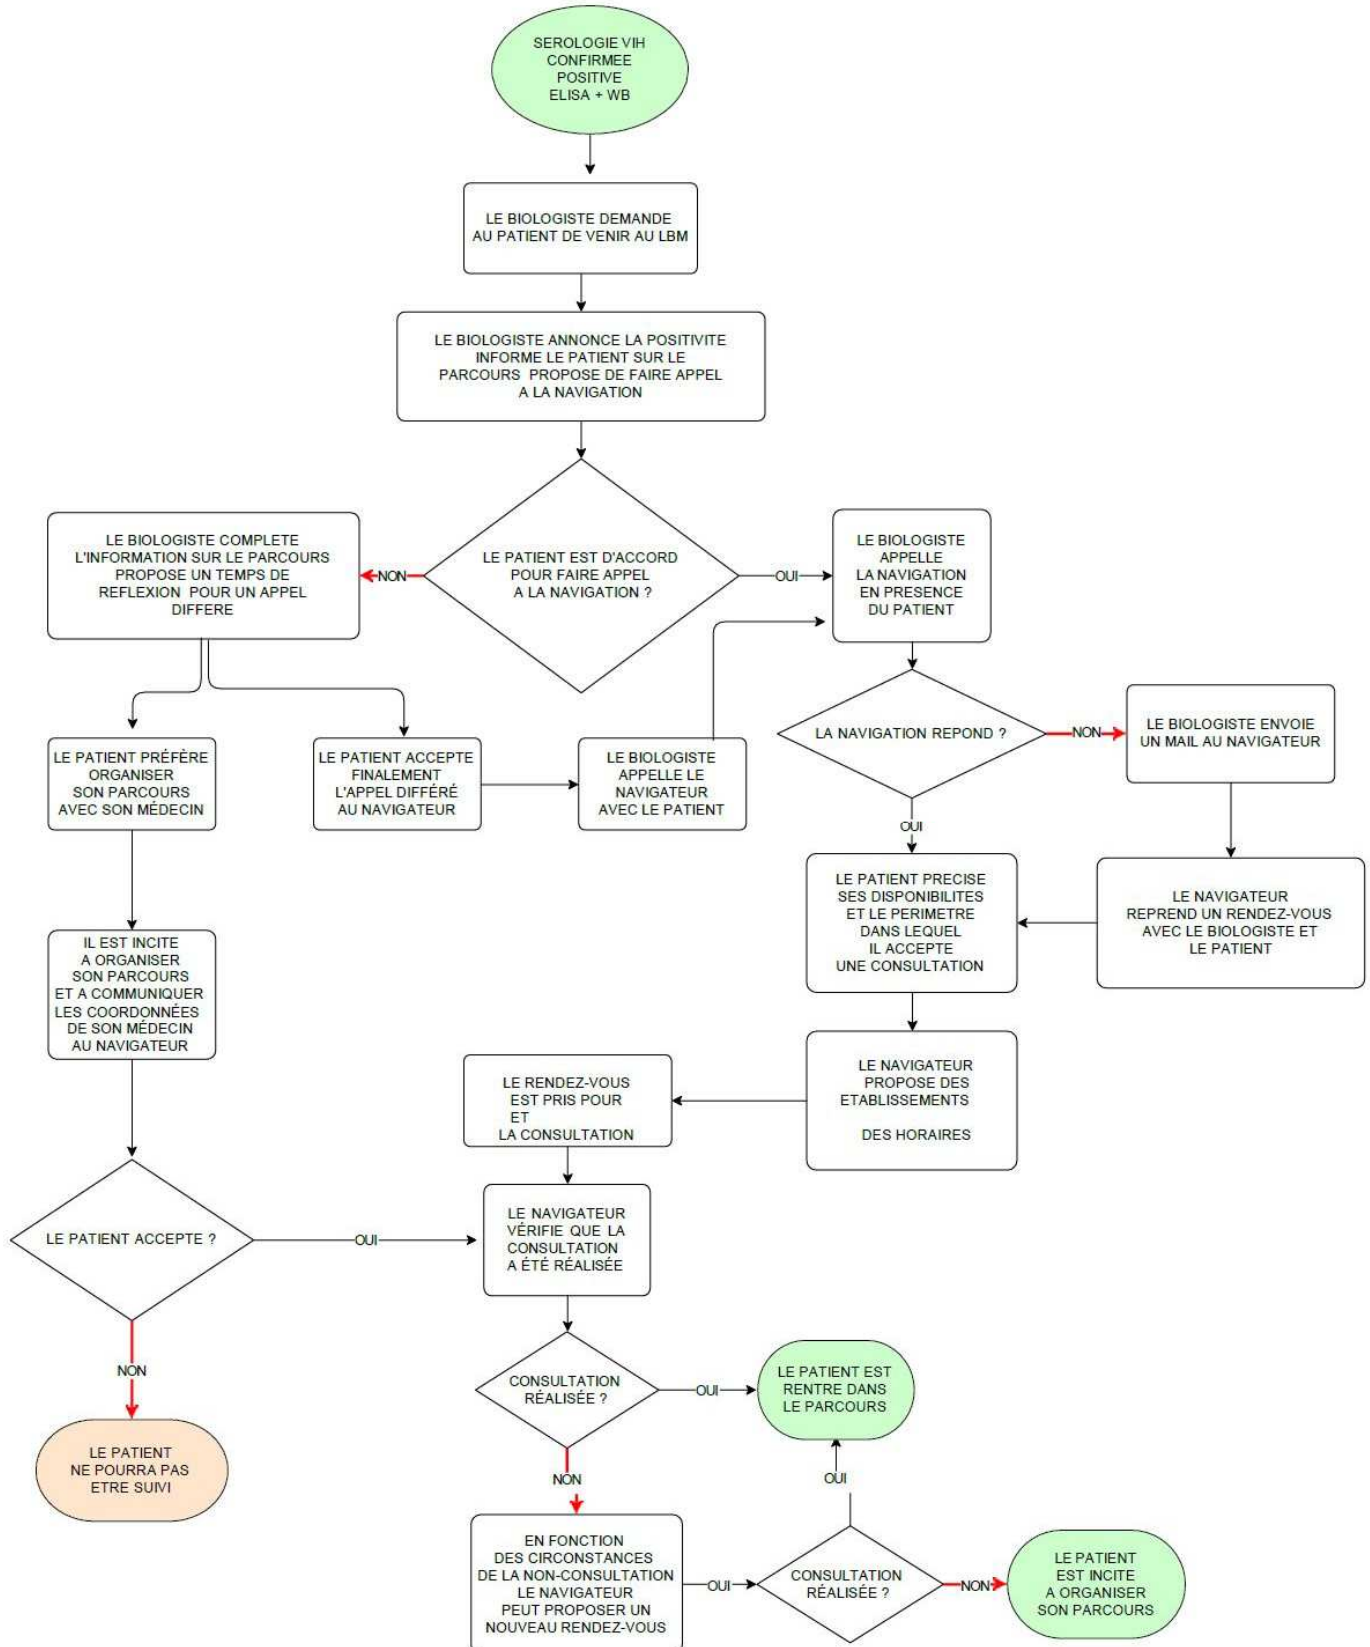 SEROLOGIE VIH
CONFIRMEE
POSITIVE
ELISA + WB
LE BIOLOGISTE DEMANDE
AU PATIENT DE VENIR AU LBM
LE BIOLOGISTE ANNONCE LA POSITIVITE
INFORME LE PATIENT SUR LE
PARCOURS PROPOSE DE FAIRE APPEL
A LA NAVIGATION
LE PATIENT EST D'ACCORD
POUR FAIRE APPEL
A LA NAVIGATION ?
NON
OUI
LE BIOLOGISTE COMPLETE
L'INFORMATION SUR LE PARCOURS
PROPOSE UN TEMPS DE
REFLEXION POUR UN APPEL
DIFFERE
LE BIOLOGISTE
APPELLE
LA NAVIGATION
EN PRESENCE
DU PATIENT
LE PATIENT PRÉFÈRE
ORGANISER
SON PARCOURS
AVEC SON MÉDECIN
LE PATIENT ACCEPTE
FINALEMENT
L'APPEL DIFFÉRÉ
AU NAVIGATEUR
LE BIOLOGISTE
APPELLE LE
NAVIGATEUR
AVEC LE PATIENT
LA NAVIGATION REPOND ?
NON
OUI
LE BIOLOGISTE ENVOIE
UN MAIL AU NAVIGATEUR
LE PATIENT PRECISE
SES DISPONIBILITES
ET LE PERIMETRE
DANS LEQUEL
IL ACCEPTE
UNE CONSULTATION
LE NAVIGATEUR
REPREND UN RENDEZ-VOUS
AVEC LE BIOLOGISTE ET
LE PATIENT
IL EST INCITE
A ORGANISER
SON PARCOURS
ET A COMMUNIQUER
LES COORDONNÉES
DE SON MÉDECIN
AU NAVIGATEUR
LE NAVIGATEUR
PROPOSE DES
ETABLISSEMENTS
DES HORAIRES
LE RENDEZ-VOUS
EST PRIS POUR
ET
LA CONSULTATION
LE PATIENT ACCEPTE ?
OUI
NON
LE NAVIGATEUR
VÉRIFIE QUE LA
CONSULTATION
A ÉTÉ RÉALISÉE
LE PATIENT
NE POURRA PAS
ETRE SUIVI
CONSULTATION
RÉALISÉE ?
OUI
NON
LE PATIENT EST
RENTRE DANS
LE PARCOURS
EN FONCTION
DES CIRCONSTANCES
DE LA NON-CONSULTATION
LE NAVIGATEUR
PEUT PROPOSER UN
NOUVEAU RENDEZ-VOUS
OUI
CONSULTATION
RÉALISÉE ?
OUI
NON
LE PATIENT
EST INCITE
A ORGANISER
SON PARCOURS